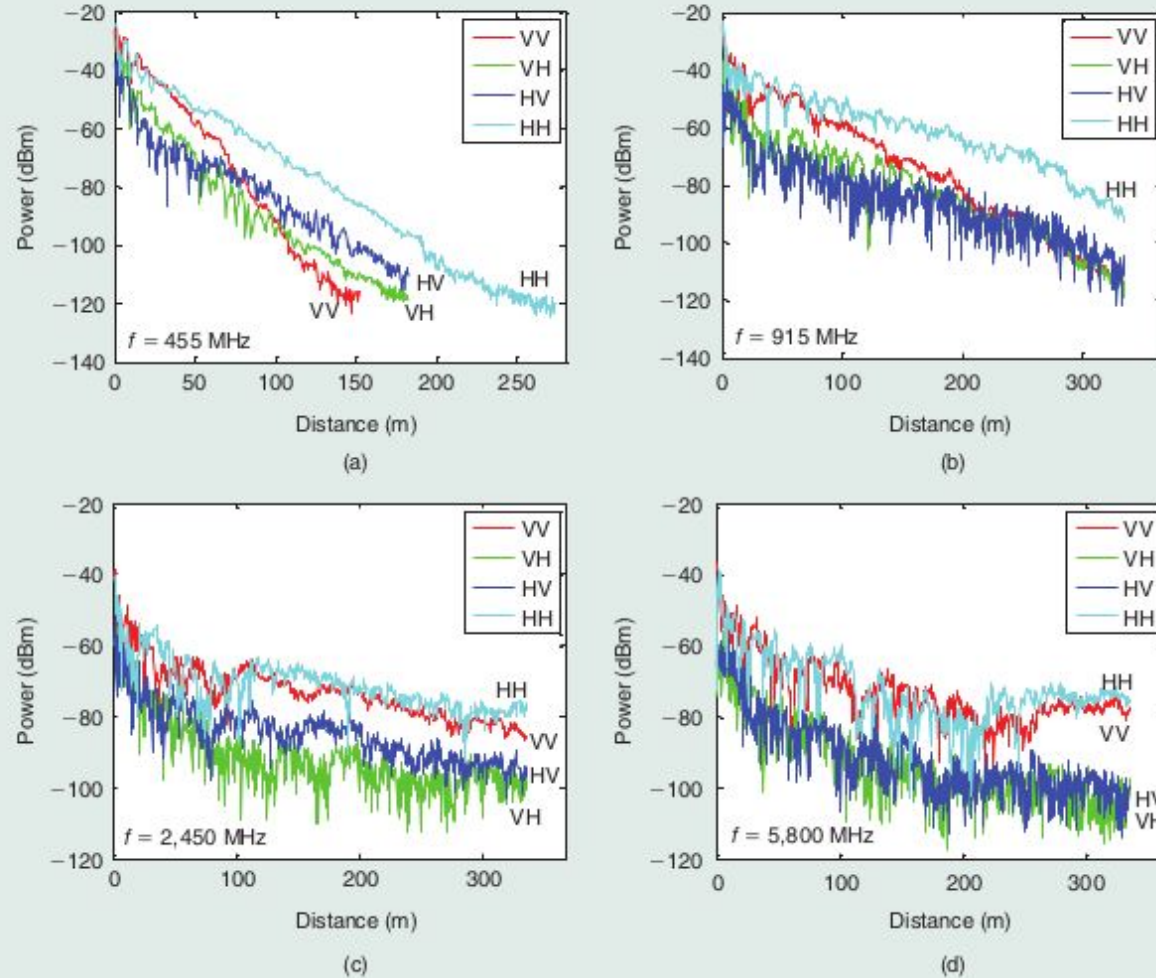 −20
−40
−60
−80
−100
−120
−140
Power (dBm)
VV
VH
HV
HH
HV
VV
VH
HH
f = 455 MHz
0 50 100 150 200 250
Distance (m)
(a)
−20
−40
−60
−80
−100
−120
−140
Power (dBm)
VV
VH
HV
HH
HH
f = 915 MHz
0 100 200 300
Distance (m)
(b)
−20
−40
−60
−80
−100
−120
Power (dBm)
VV
VH
HV
HH
HH
VV
HV
VH
f = 2,450 MHz
0 100 200 300
Distance (m)
(c)
−20
−40
−60
−80
−100
−120
Power (dBm)
VV
VH
HV
HH
HH
VV
HV
VH
f = 5,800 MHz
0 100 200 300
Distance (m)
(d)